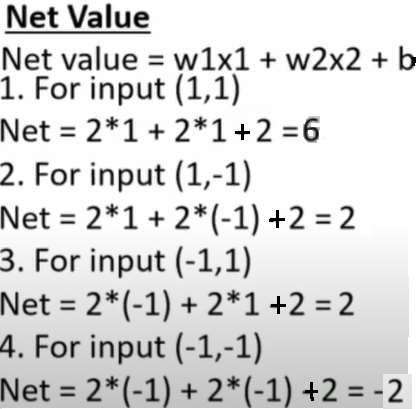 Net Value
Net value = w1x1 + w2x2 + b
1. For input (1,1)
Net = 2*1 + 2*1 +2 =6
2. For input (1,-1)
Net = 2*1 + 2*(-1) +2 = 2
3. For input (-1,1)
Net = 2*(-1) + 2*1 +2 = 2
4. For input (-1,-1)
Net = 2*(-1) + 2*(-1) +2 = -2